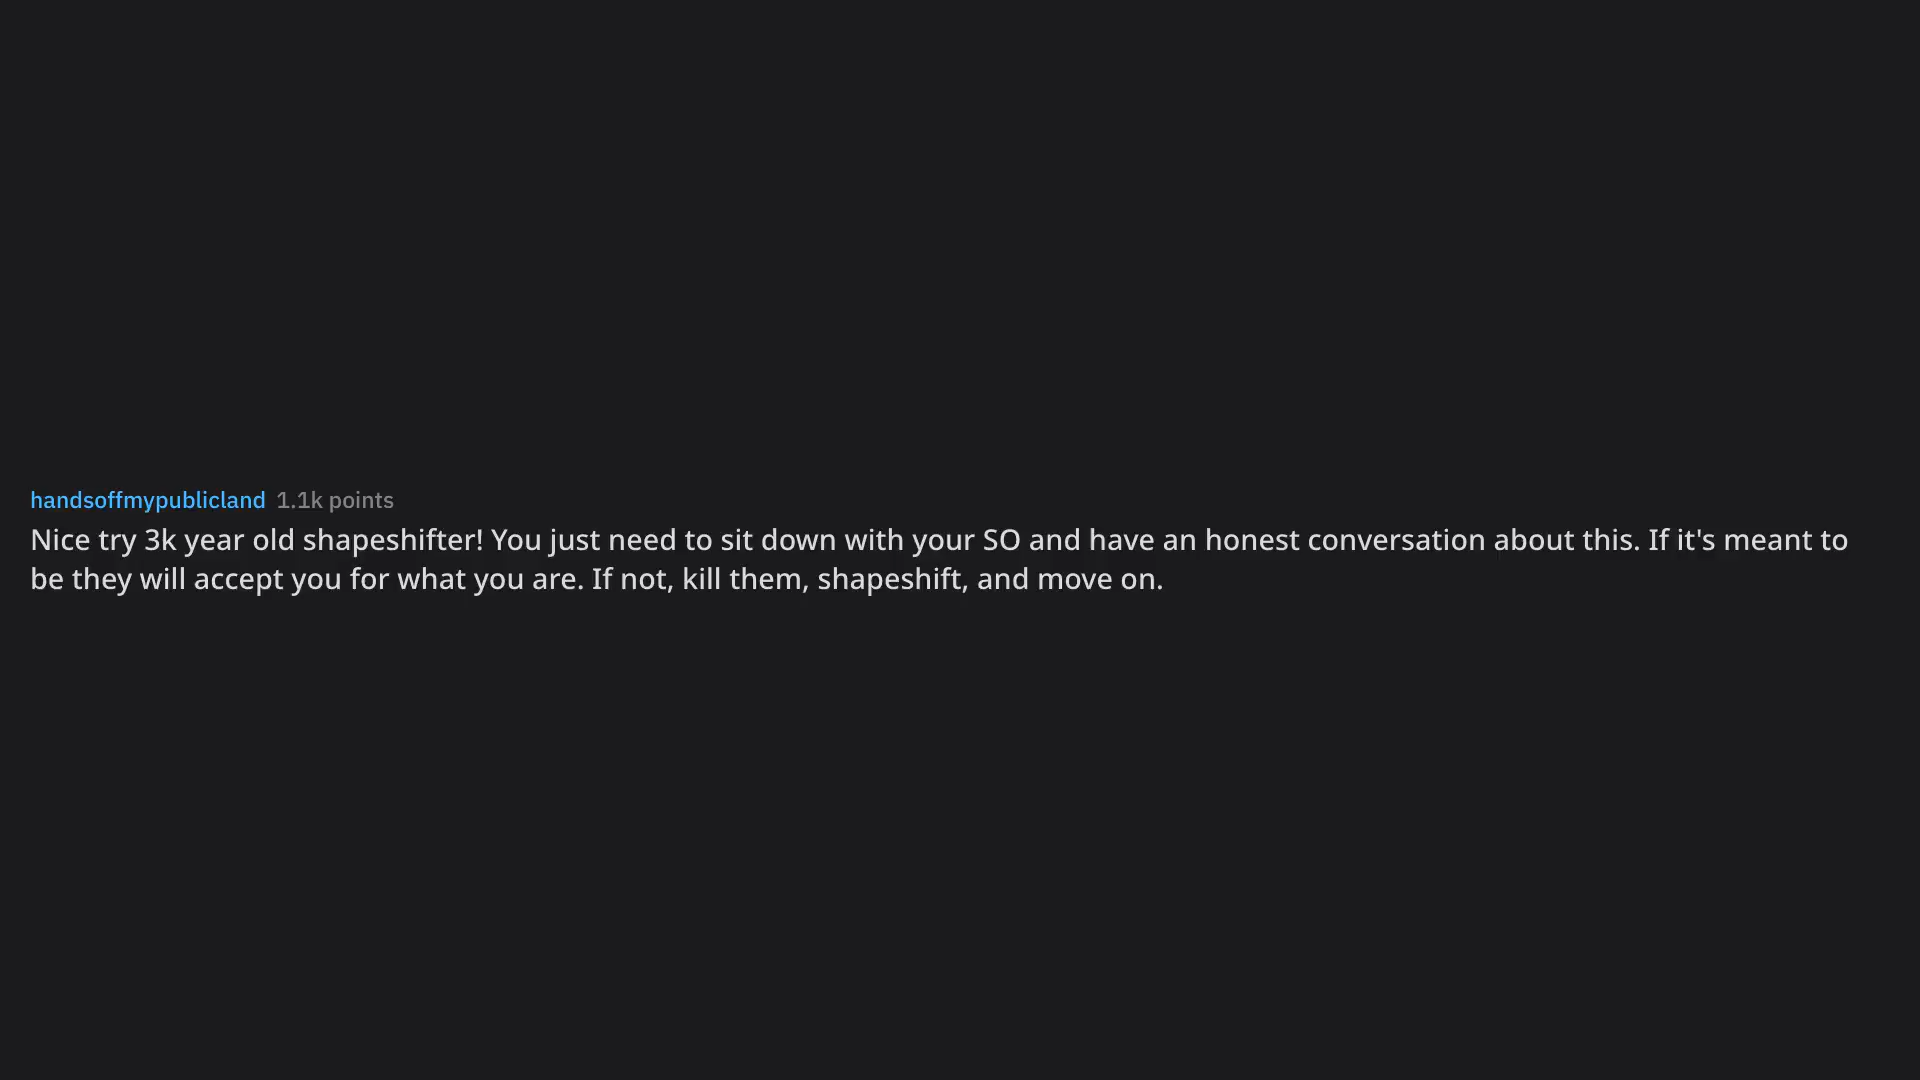 handsoffmypublicland 1.1k points
Nice try 3k year old shapeshifter! You just need to sit down with your SO and have an honest conversation about this. If it's meant to
be they will accept you for what you are. If not, kill them, shapeshift, and move on.